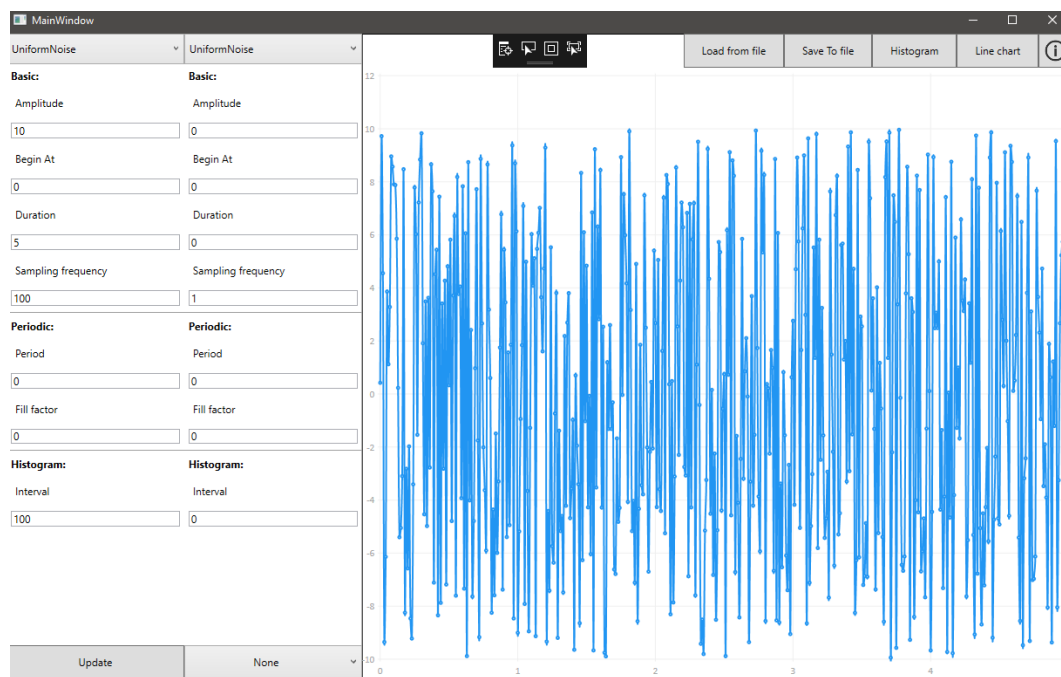 MainWindow
UniformNoise UniformNoise Load from file Save To file Histogram Line chart
Basic: Basic:
Amplitude Amplitude
10 0
Begin At Begin At
0 0
Duration Duration
5 0
Sampling frequency Sampling frequency
100 1
Periodic: Periodic:
Period Period
0 0
Fill factor Fill factor
0 0
Histogram: Histogram:
Interval Interval
100 0
Update None
12
10
8
6
4
2
0
-2
-4
-6
-8
-10
0 1 2 3 4